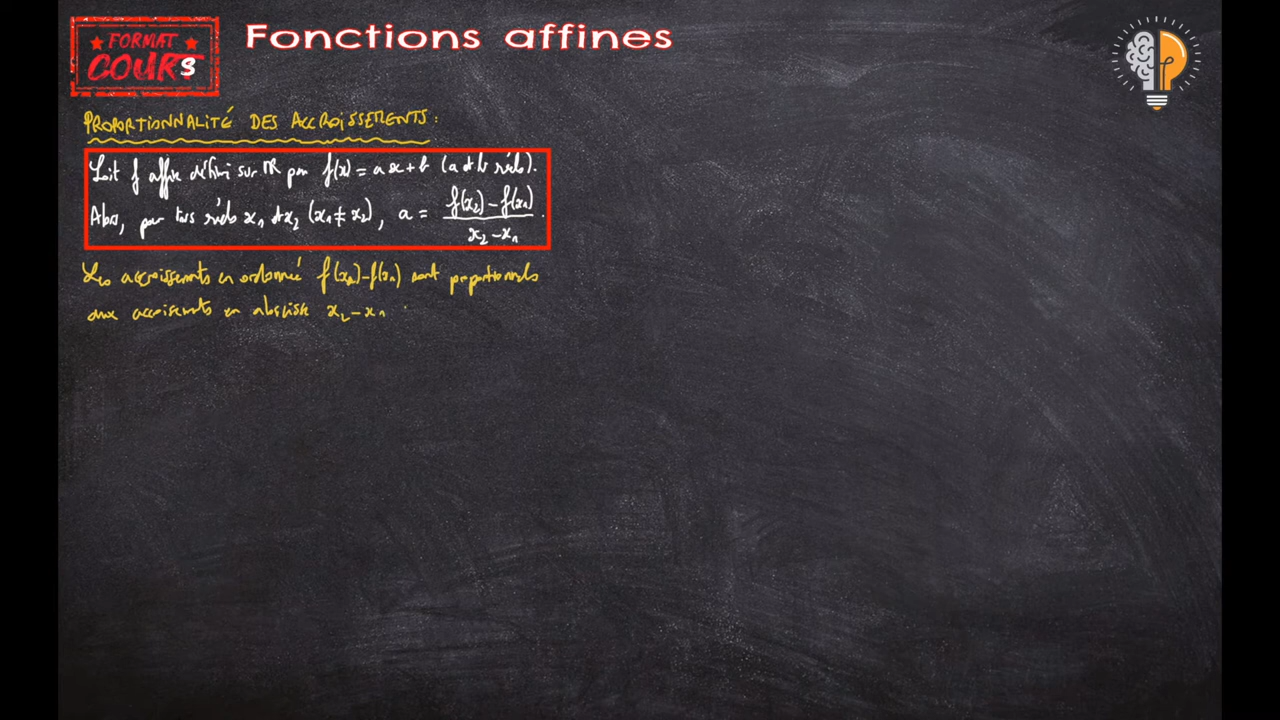 FORMAT
COURS
Fonctions affines
PROPORTIONNALITÉ DES ACCROISSEMENTS :
Soit f affine défini sur ℝ par f(x) = ax + b (a et b réels).
Alors, pour tous réels x₁ et x₂ (x₁ ≠ x₂), a = (f(x₂) − f(x₁)) / (x₂ − x₁).
Les accroissements en ordonnée f(x₂) − f(x₁) sont proportionnels
aux accroissements en abscisse x₂ − x₁.